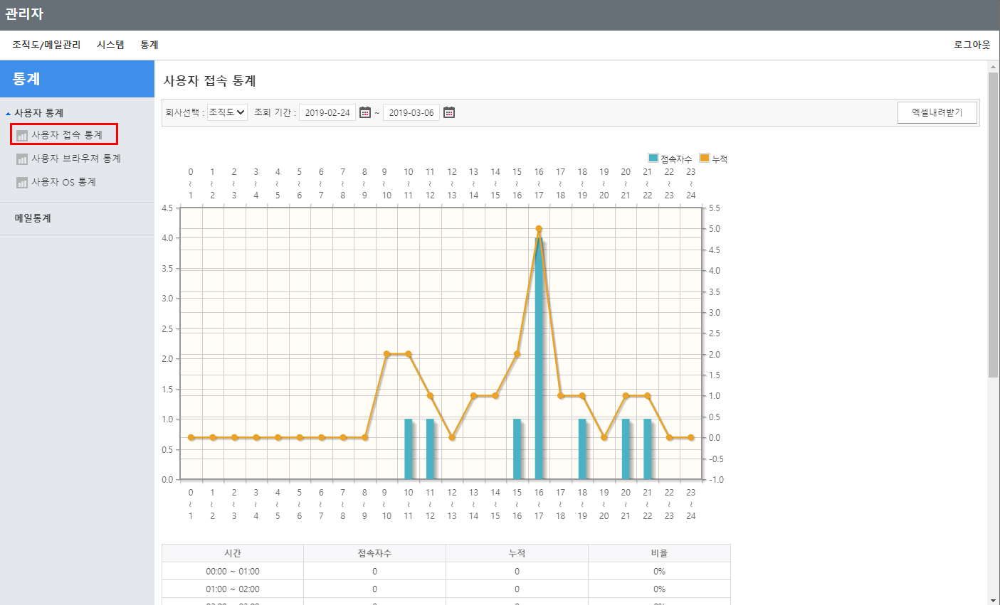 관리자
조직도/메일관리 시스템 통계 로그아웃
통계
사용자 통계
사용자 접속 통계
사용자 브라우져 통계
사용자 OS 통계
메일통계
사용자 접속 통계
회사선택 : 조직도 조회 기간 : 2019-02-24 ~ 2019-03-06 엑셀내려받기
접속자수 누적
0 1 2 3 4 5 6 7 8 9 10 11 12 13 14 15 16 17 18 19 20 21 22 23
~ ~ ~ ~ ~ ~ ~ ~ ~ ~ ~ ~ ~ ~ ~ ~ ~ ~ ~ ~ ~ ~ ~ ~
1 2 3 4 5 6 7 8 9 10 11 12 13 14 15 16 17 18 19 20 21 22 23 24
4.5 5.5
5.0
4.0
4.5
3.5 4.0
3.5
3.0
3.0
2.5 2.5
2.0 2.0
1.5
1.5
1.0
1.0 0.5
0.0
0.5
-0.5
0.0 -1.0
0 1 2 3 4 5 6 7 8 9 10 11 12 13 14 15 16 17 18 19 20 21 22 23
~ ~ ~ ~ ~ ~ ~ ~ ~ ~ ~ ~ ~ ~ ~ ~ ~ ~ ~ ~ ~ ~ ~ ~
1 2 3 4 5 6 7 8 9 10 11 12 13 14 15 16 17 18 19 20 21 22 23 24
시간 접속자수 누적 비율
00:00 ~ 01:00 0 0 0%
01:00 ~ 02:00 0 0 0%